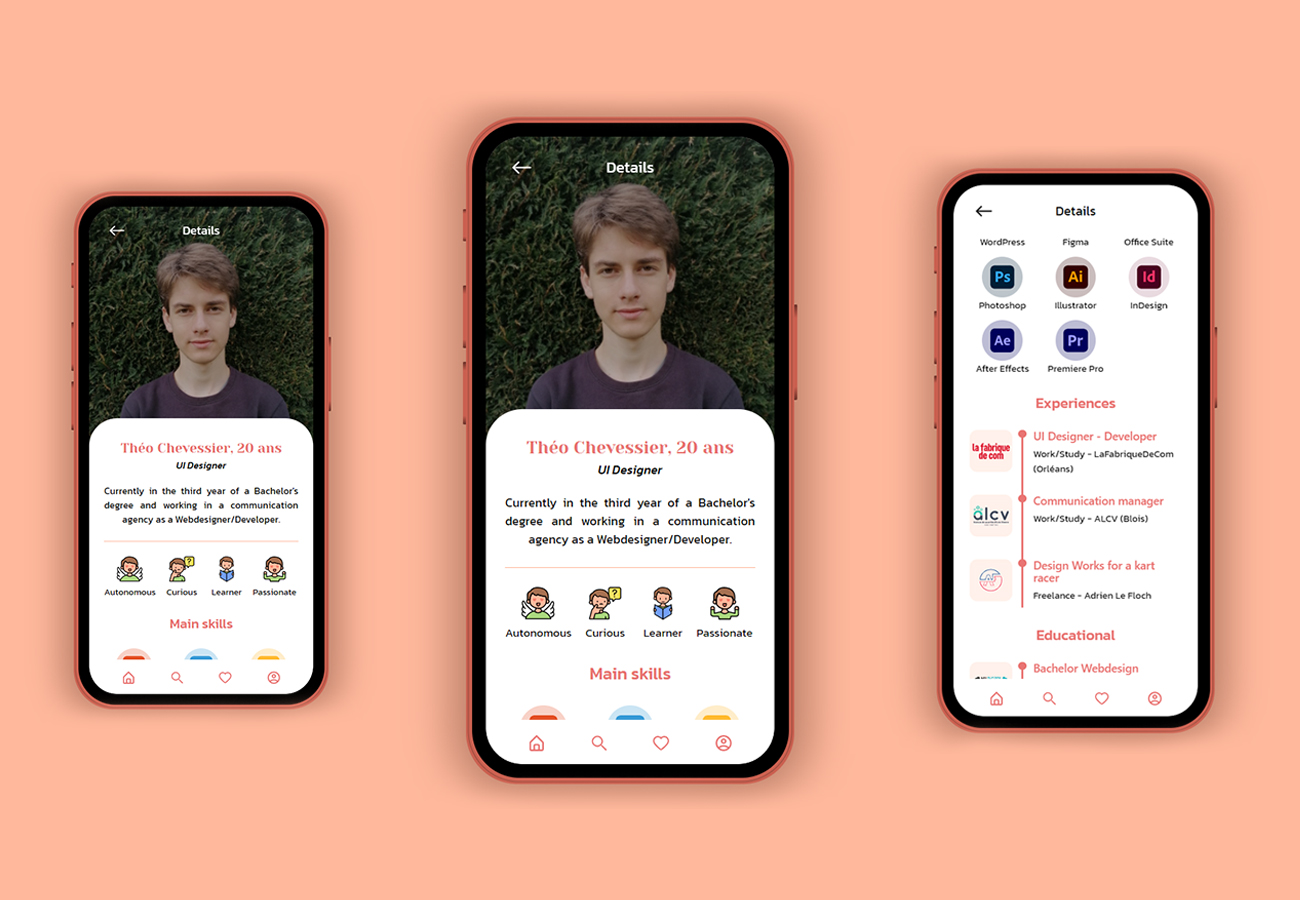 Details
Théo Chevessier, 20 ans
UI Designer
Currently in the third year of a Bachelor's
degree and working in a communication
agency as a Webdesigner/Developer.
?
Autonomous Curious Learner Passionate
Main skills
Details
Théo Chevessier, 20 ans
UI Designer
Currently in the third year of a Bachelor's
degree and working in a communication
agency as a Webdesigner/Developer.
?
Autonomous Curious Learner Passionate
Main skills
Details
WordPress Figma Office Suite
Ps Ai Id
Photoshop Illustrator InDesign
Ae Pr
After Effects Premiere Pro
Experiences
la fabrique
de com
UI Designer - Developer
Work/Study - LaFabriqueDeCom
(Orléans)
alcv
Communication manager
Work/Study - ALCV (Blois)
Design Works for a kart
racer
Freelance - Adrien Le Floch
Educational
Bachelor Webdesign